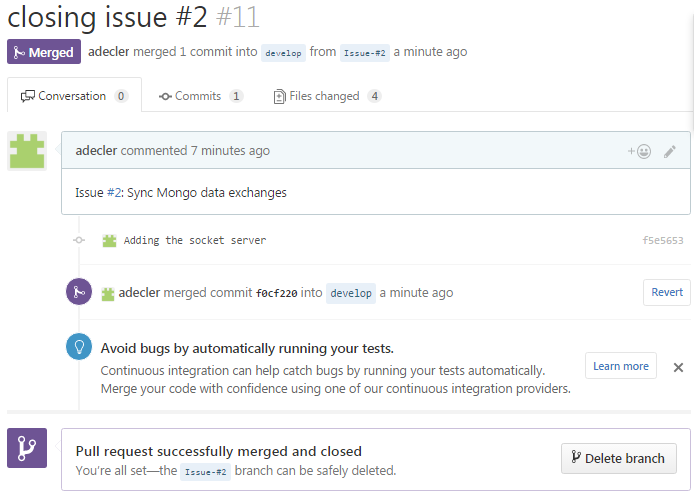 closing issue #2 #11
Merged adecler merged 1 commit into develop from Issue-#2 a minute ago
Conversation 0 Commits 1 Files changed 4
adecler commented 7 minutes ago
Issue #2: Sync Mongo data exchanges
Adding the socket server f5e5653
adecler merged commit f0cf220 into develop a minute ago Revert
Avoid bugs by automatically running your tests.
Continuous integration can help catch bugs by running your tests automatically. Learn more
Merge your code with confidence using one of our continuous integration providers.
Pull request successfully merged and closed
You're all set—the Issue-#2 branch can be safely deleted. Delete branch